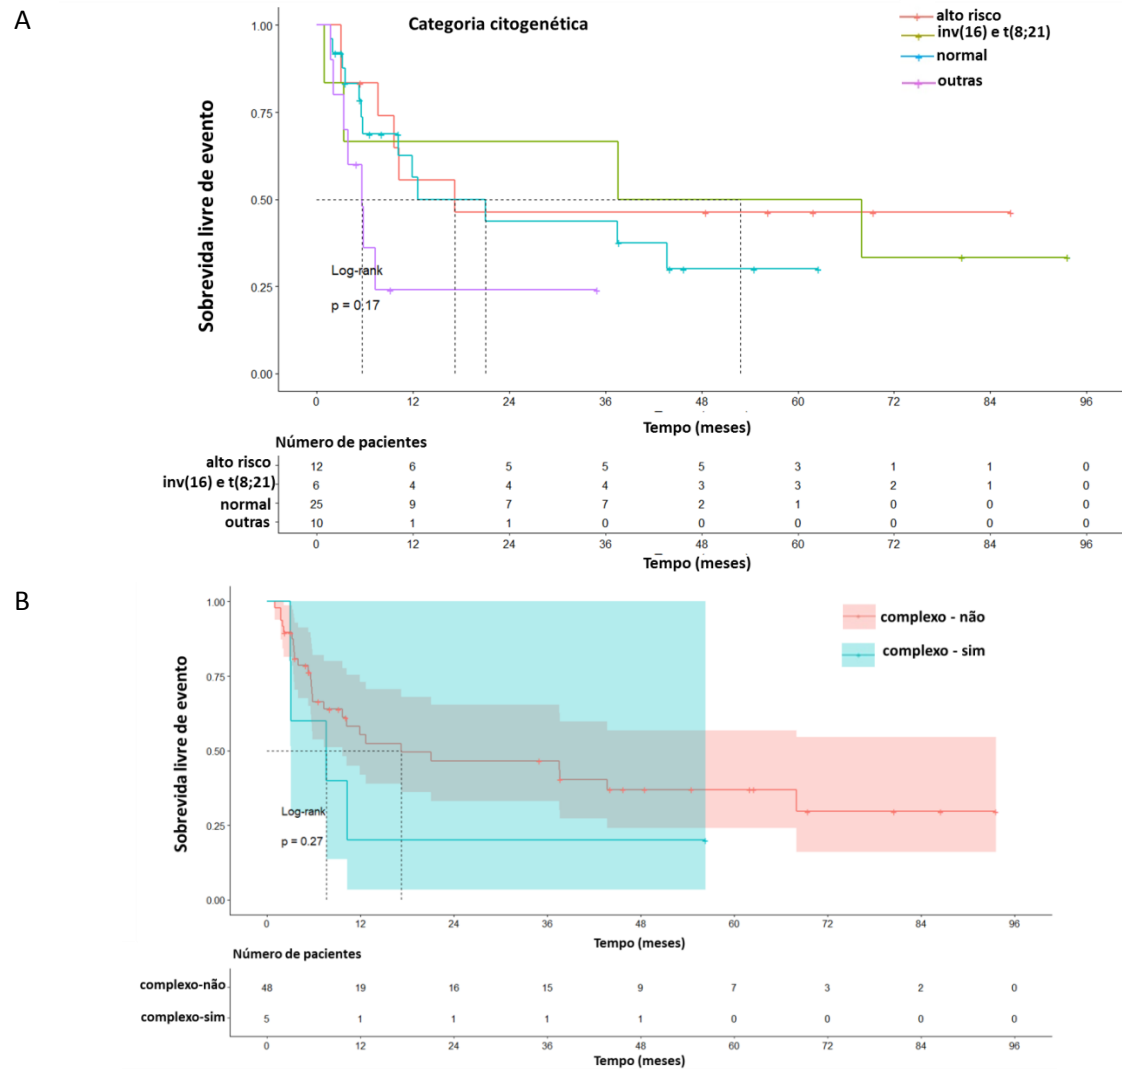 A
Categoria citogenética
alto risco
inv(16) e t(8;21)
normal
outras
Sobrevida livre de evento
1.00
0.75
0.50
0.25
0.00
Log-rank
p = 0.17
0 12 24 36 48 60 72 84 96
Tempo (meses)
Número de pacientes
alto risco 12 6 5 5 5 3 1 1 0
inv(16) e t(8;21) 6 4 4 4 3 3 2 1 0
normal 25 9 7 7 2 1 0 0 0
outras 10 1 1 0 0 0 0 0 0
0 12 24 36 48 60 72 84 96
Tempo (meses)
B
complexo - não
complexo - sim
Sobrevida livre de evento
1.00
0.75
0.50
0.25
0.00
Log-rank
p = 0.27
0 12 24 36 48 60 72 84 96
Tempo (meses)
Número de pacientes
complexo-não 48 19 16 15 9 7 3 2 0
complexo-sim 5 1 1 1 1 0 0 0 0
0 12 24 36 48 60 72 84 96
Tempo (meses)